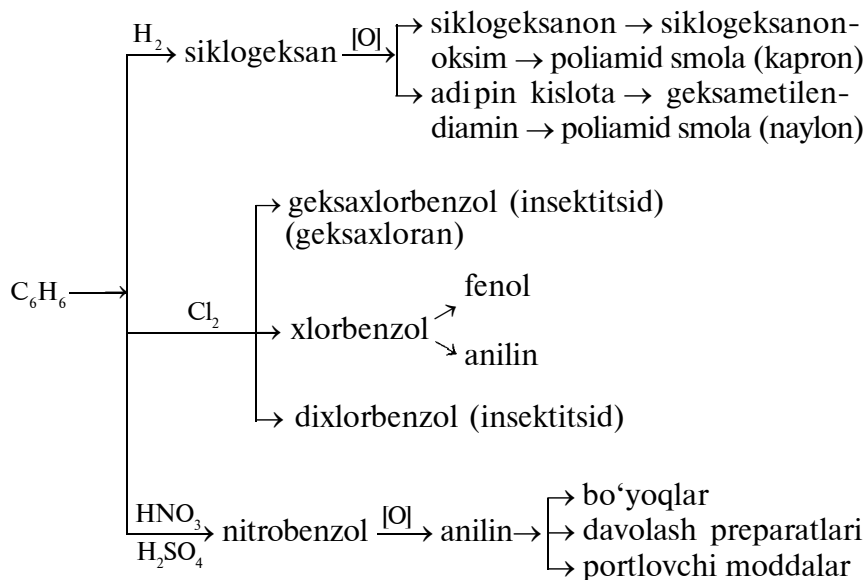 H₂ siklogeksan [O] siklogeksanon → siklogeksanon-
oksim → poliamid smola (kapron)
adipin kislota → geksametilen-
diamin → poliamid smola (naylon)
geksaxlorbenzol (insektitsid)
(geksaxloran)
C₆H₆
fenol
Cl₂ xlorbenzol
anilin
dixlorbenzol (insektitsid)
bo‘yoqlar
HNO₃ nitrobenzol [O] anilin davolash preparatlari
H₂SO₄
portlovchi moddalar